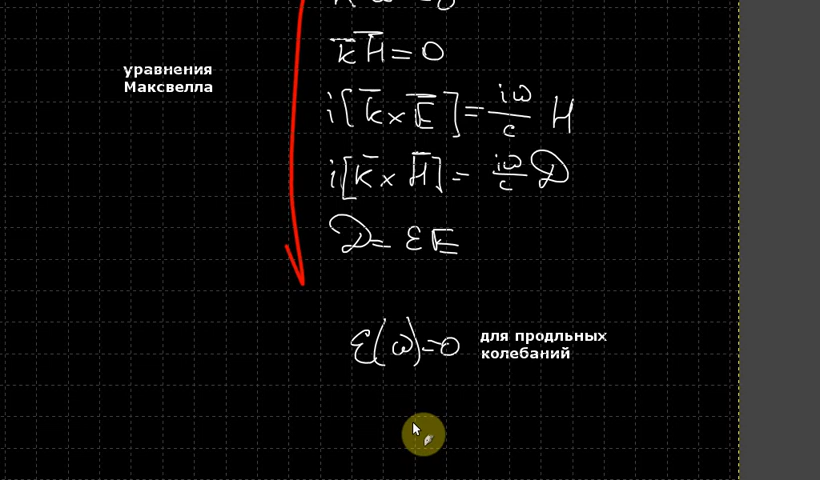 k̄ H̄ = 0
уравнения
Максвелла
i[k̄ × Ē] = iω/c H
i[k̄ × H̄] = iω/c D
D = εE
ε(ω) = 0
для продльных
колебаний